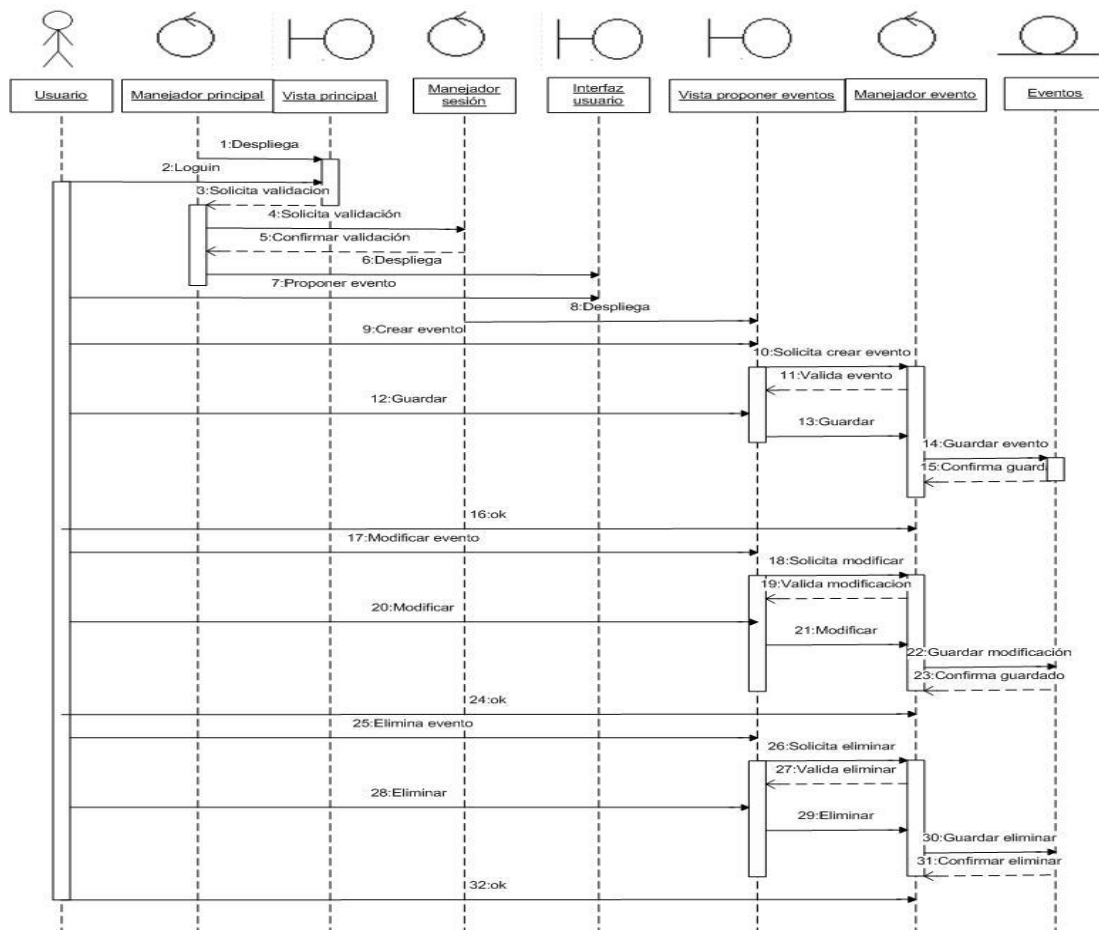 Usuario
Manejador principal
Vista principal
Manejador
sesión
Interfaz
usuario
Vista proponer eventos
Manejador evento
Eventos
1:Despliega
2:Loguin
3:Solicita validacion
4:Solicita validación
5:Confirmar validación
6:Despliega
7:Proponer evento
8:Despliega
9:Crear evento
10:Solicita crear evento
11:Valida evento
12:Guardar
13:Guardar
14:Guardar evento
15:Confirma guard
16:ok
17:Modificar evento
18:Solicita modificar
19:Valida modificacion
20:Modificar
21:Modificar
22:Guardar modificación
23:Confirma guardado
24:ok
25:Elimina evento
26:Solicita eliminar
27:Valida eliminar
28:Eliminar
29:Eliminar
30:Guardar eliminar
31:Confirmar eliminar
32:ok